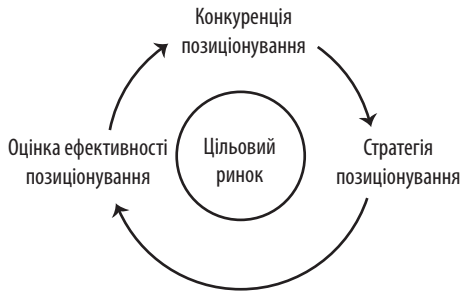 Конкуренція
позиціонування
Оцінка ефективності
позиціонування
Цільовий
ринок
Стратегія
позиціонування